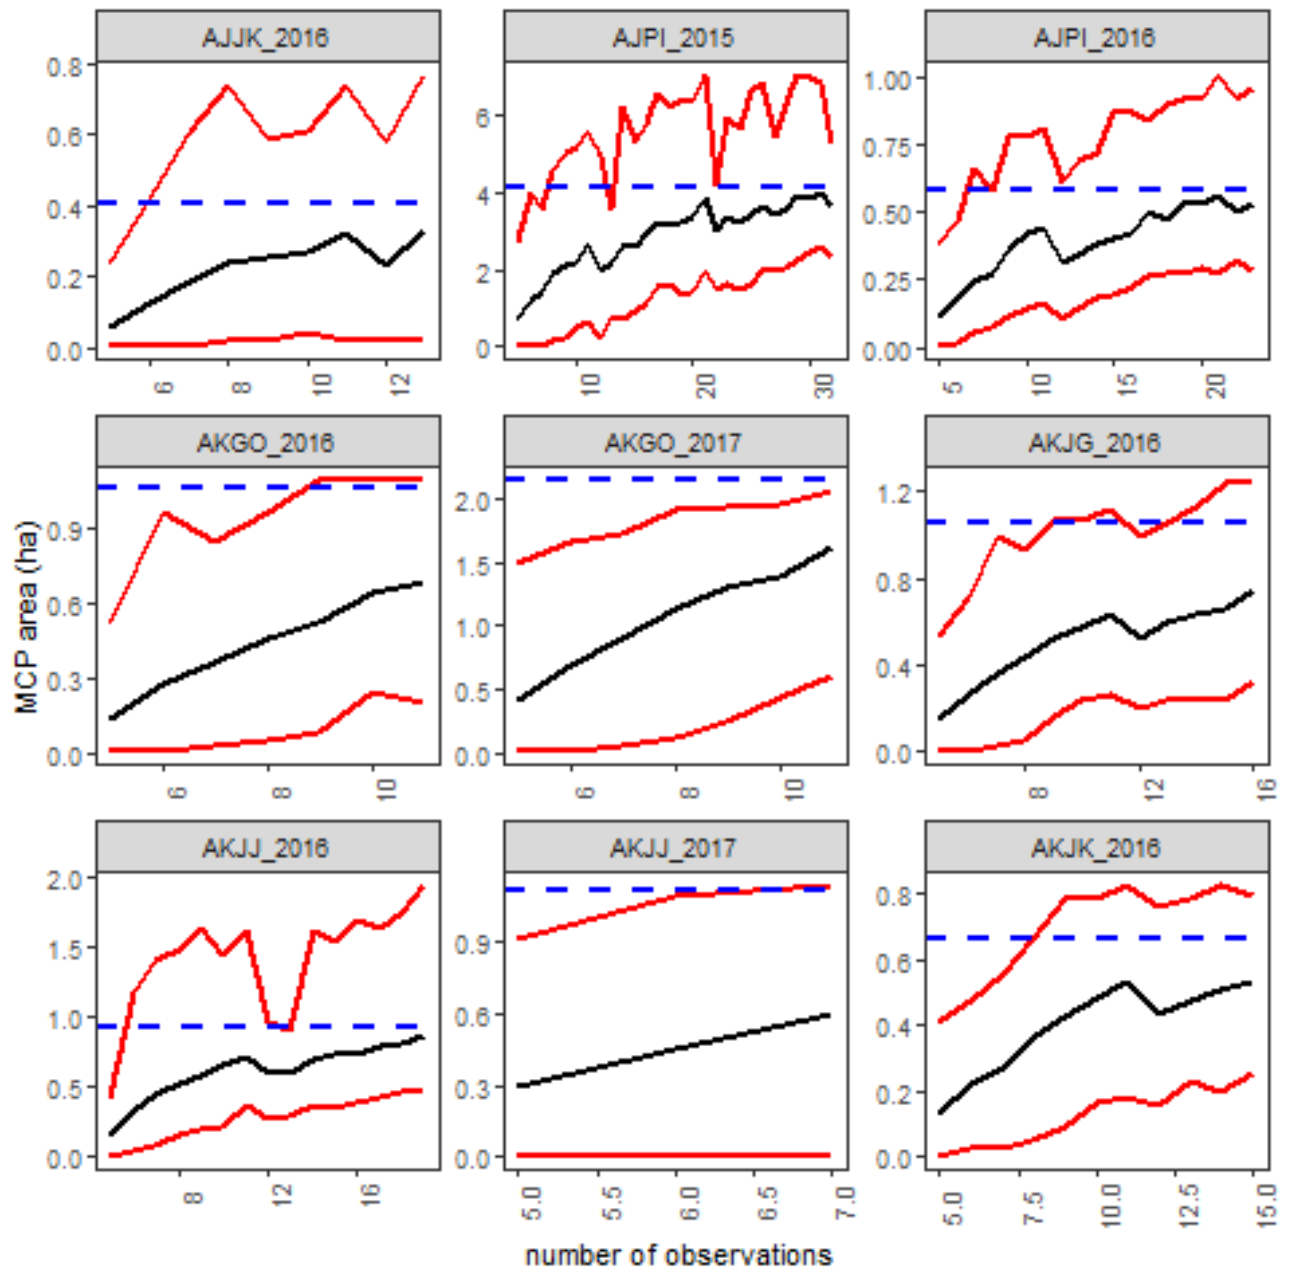 AJJK_2016 AJPI_2015 AJPI_2016
0.8 0.6 0.4 0.2 0.0
6 4 2 0
1.00 0.75 0.50 0.25 0.00
6 8 10 12
10 20 30
5 10 15 20
AKGO_2016 AKGO_2017 AKJG_2016
0.9 0.6 0.3 0.0
2.0 1.5 1.0 0.5 0.0
1.2 0.8 0.4 0.0
6 8 10
6 8 10
8 12 16
MCP area (ha)
AKJJ_2016 AKJJ_2017 AKJK_2016
2.0 1.5 1.0 0.5 0.0
0.9 0.6 0.3 0.0
0.8 0.6 0.4 0.2 0.0
8 12 16
5.0 5.5 6.0 6.5 7.0
5.0 7.5 10.0 12.5 15.0
number of observations